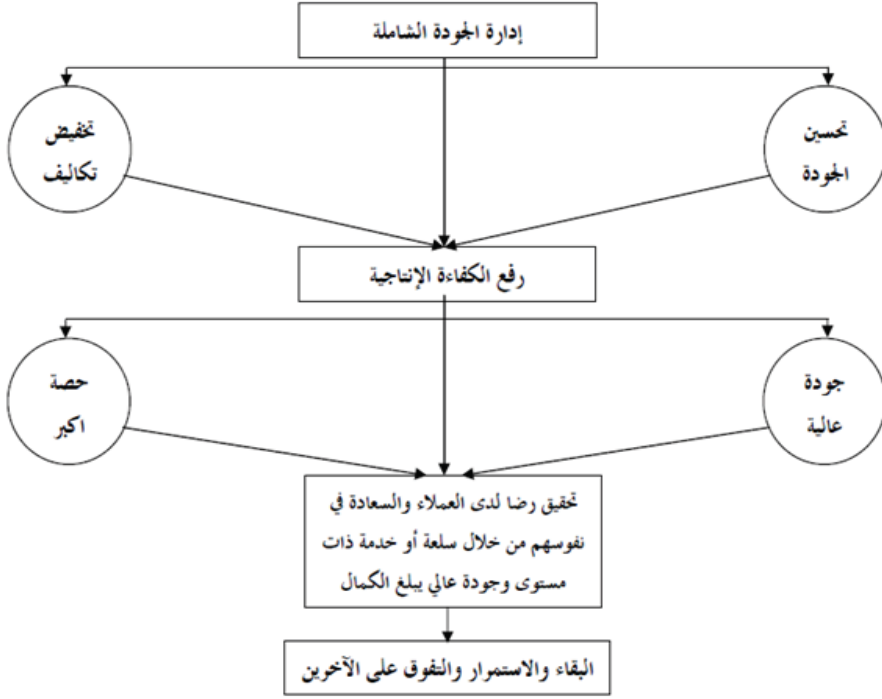 إدارة الجودة الشاملة
تحسين
الجودة
تخفيض
تكاليف
رفع الكفاءة الإنتاجية
جودة
عالية
حصة
اكبر
تحقيق رضا لدى العملاء والسعادة في
نفوسهم من خلال سلعة أو خدمة ذات
مستوى وجودة عالي يبلغ الكمال
البقاء والاستمرار والتفوق على الآخرين